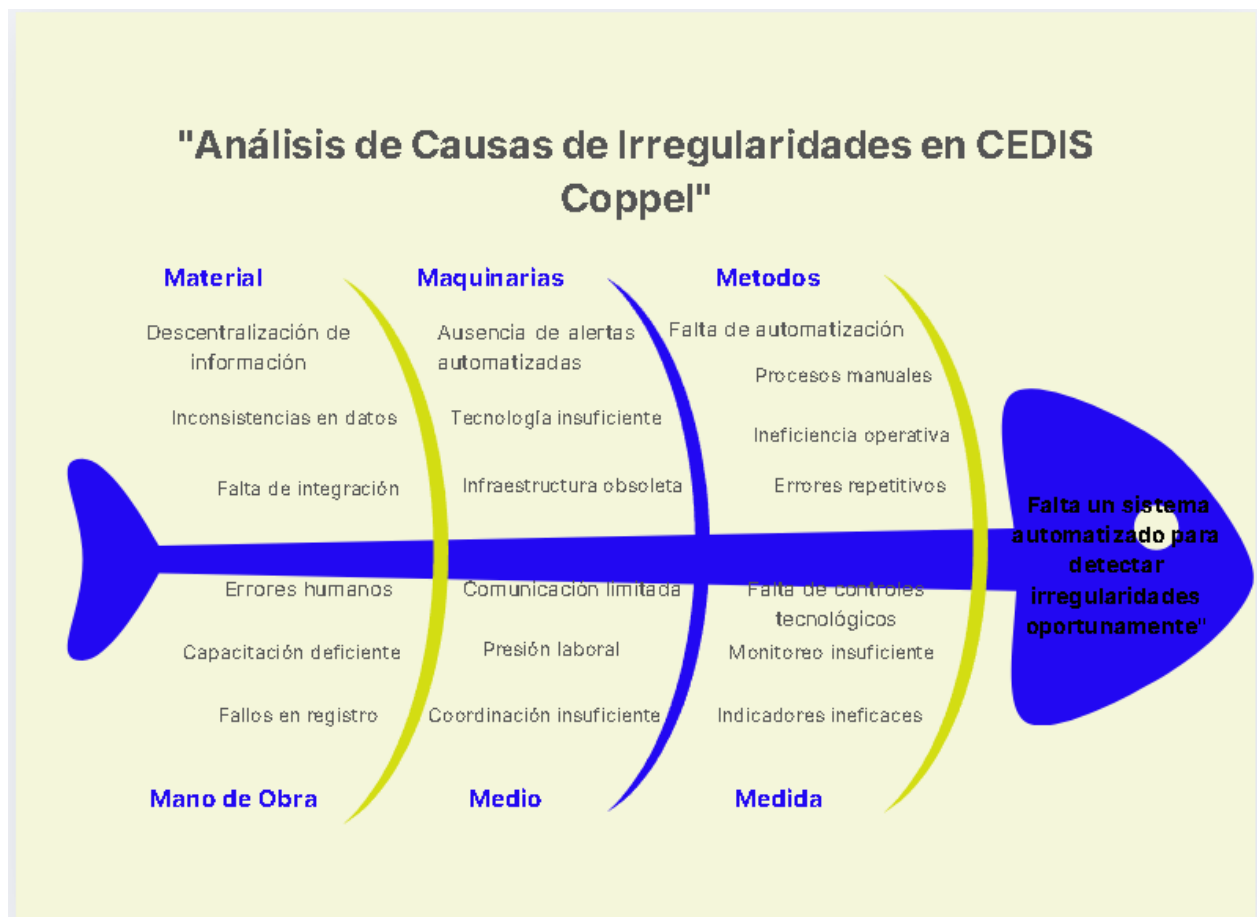 "Análisis de Causas de Irregularidades en CEDIS
Coppel"
Material
Maquinarias
Metodos
Descentralización de
información
Ausencia de alertas
automatizadas
Falta de automatización
Procesos manuales
Inconsistencias en datos
Tecnología insuficiente
Ineficiencia operativa
Falta de integración
Infraestructura obsoleta
Errores repetitivos
Falta un sistema
automatizado para
detectar
irregularidades
oportunamente"
Errores humanos
Comunicación limitada
Falta de controles
tecnológicos
Capacitación deficiente
Presión laboral
Monitoreo insuficiente
Fallos en registro
Coordinación insuficiente
Indicadores ineficaces
Mano de Obra
Medio
Medida